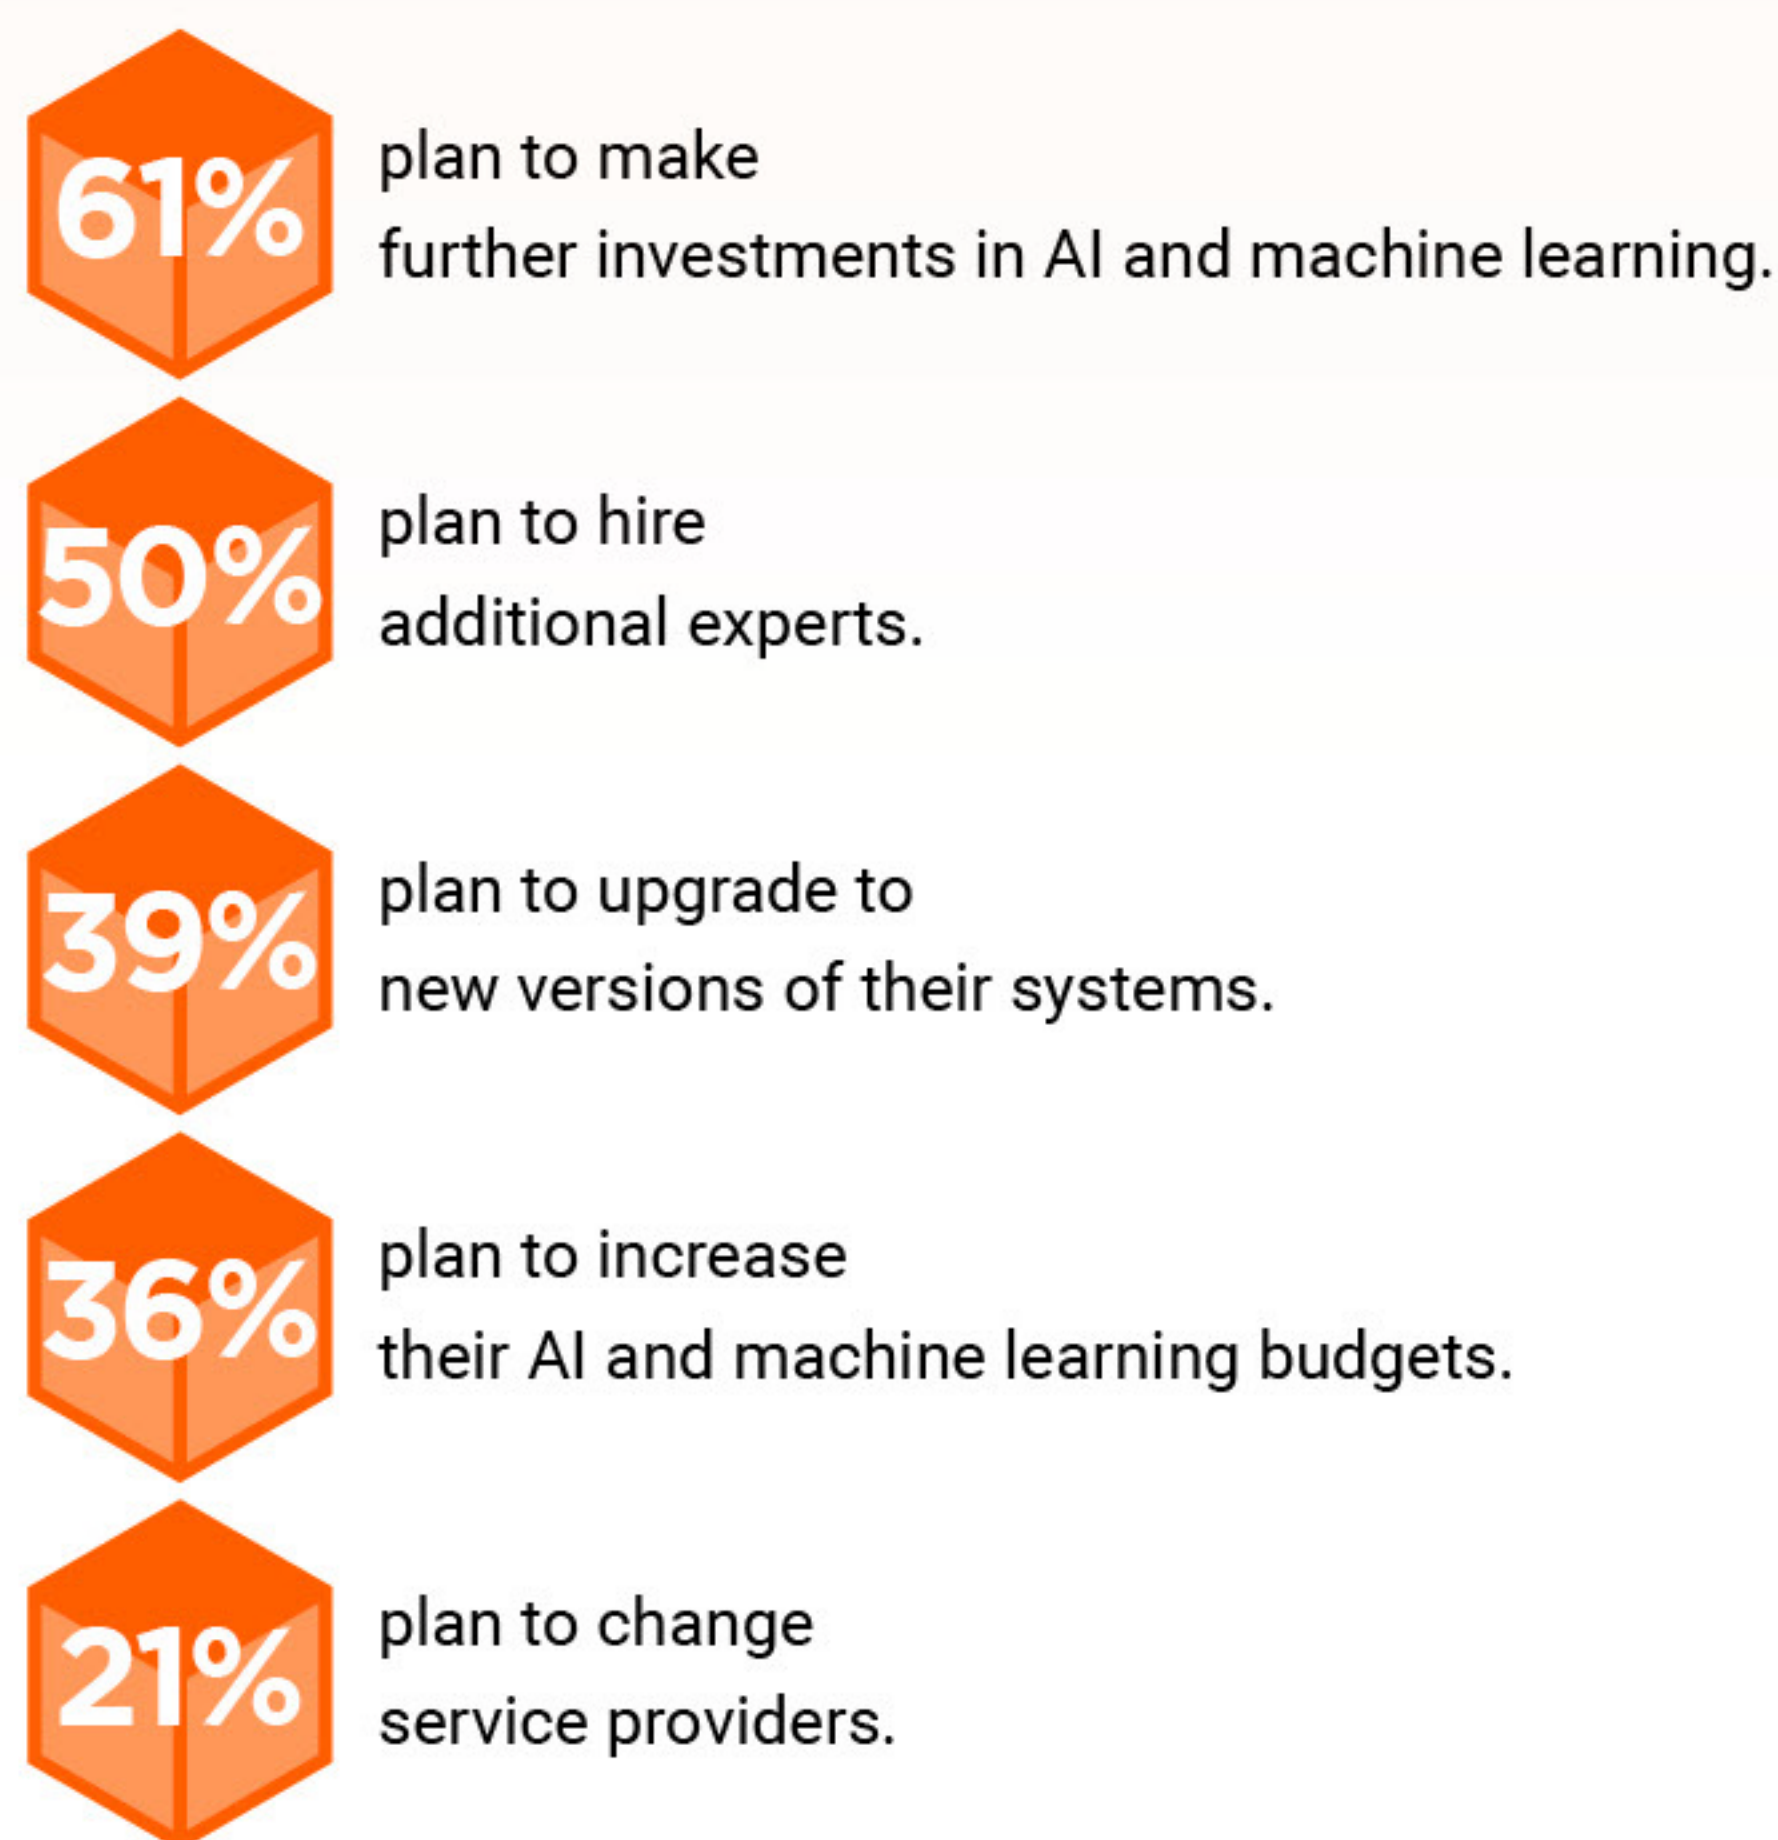 61%
plan to make
further investments in AI and machine learning.
50%
plan to hire
additional experts.
39%
plan to upgrade to
new versions of their systems.
36%
plan to increase
their AI and machine learning budgets.
21%
plan to change
service providers.